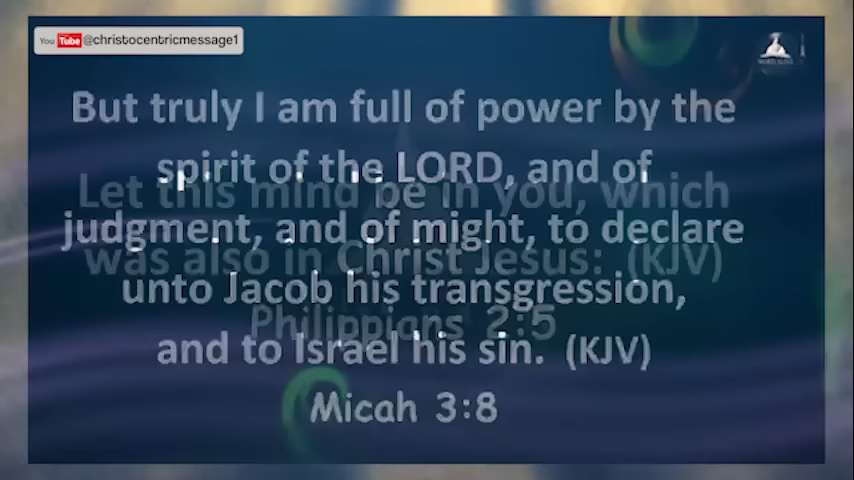 You Tube @christocentricmessage1
But truly I am full of power by the
spirit of the LORD, and of
judgment, and of might, to declare
unto Jacob his transgression,
and to Israel his sin. (KJV)
Micah 3:8
Let this mind be in you, which
was also in Christ Jesus: (KJV)
Philippians 2:5